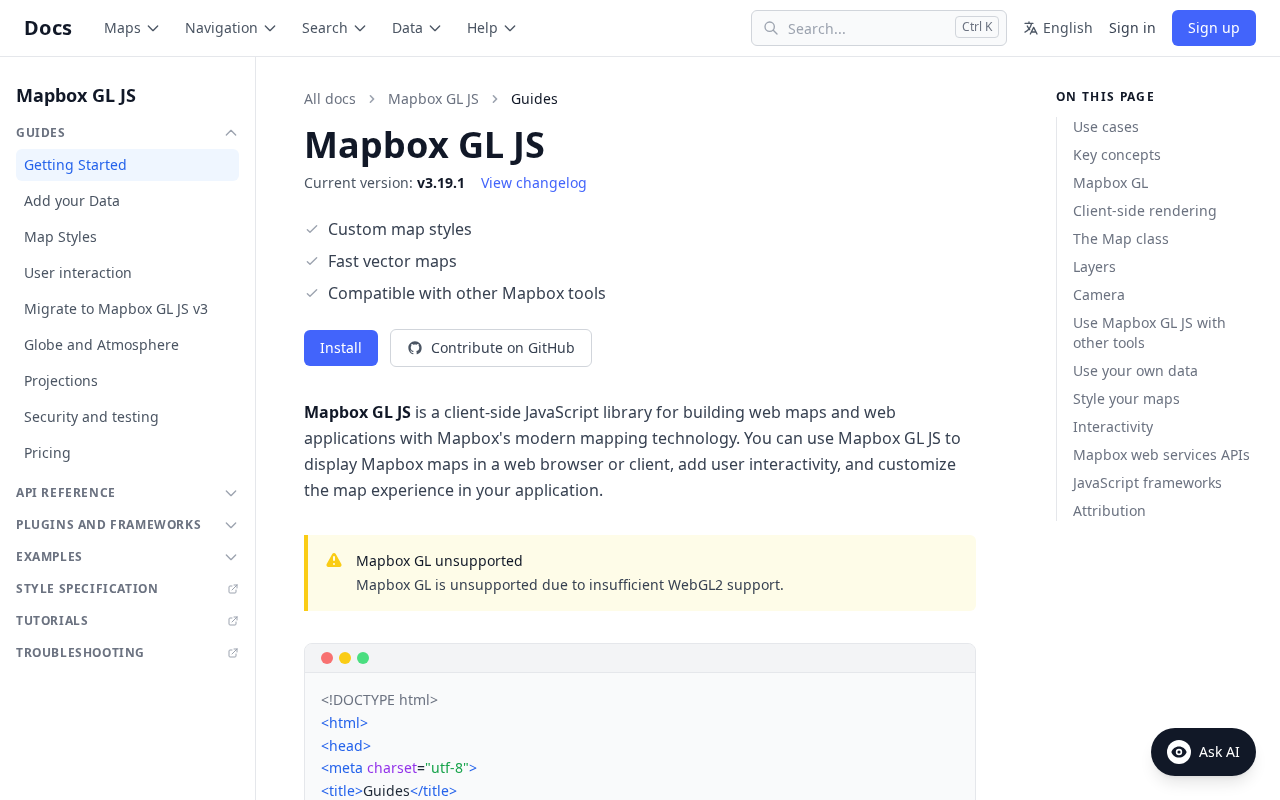 Docs
Maps
Navigation
Search
Data
Help
Search...
Ctrl K
English
Sign in
Sign up
Mapbox GL JS
GUIDES
Getting Started
Add your Data
Map Styles
User interaction
Migrate to Mapbox GL JS v3
Globe and Atmosphere
Projections
Security and testing
Pricing
API REFERENCE
PLUGINS AND FRAMEWORKS
EXAMPLES
STYLE SPECIFICATION
TUTORIALS
TROUBLESHOOTING
All docs
Mapbox GL JS
Guides
Mapbox GL JS
Current version: v3.19.1 View changelog
Custom map styles
Fast vector maps
Compatible with other Mapbox tools
Install
Contribute on GitHub
Mapbox GL JS is a client-side JavaScript library for building web maps and web
applications with Mapbox's modern mapping technology. You can use Mapbox GL JS to
display Mapbox maps in a web browser or client, add user interactivity, and customize
the map experience in your application.
Mapbox GL unsupported
Mapbox GL is unsupported due to insufficient WebGL2 support.
<!DOCTYPE html>
<html>
<head>
<meta charset="utf-8">
<title>Guides</title>
ON THIS PAGE
Use cases
Key concepts
Mapbox GL
Client-side rendering
The Map class
Layers
Camera
Use Mapbox GL JS with
other tools
Use your own data
Style your maps
Interactivity
Mapbox web services APIs
JavaScript frameworks
Attribution
Ask AI